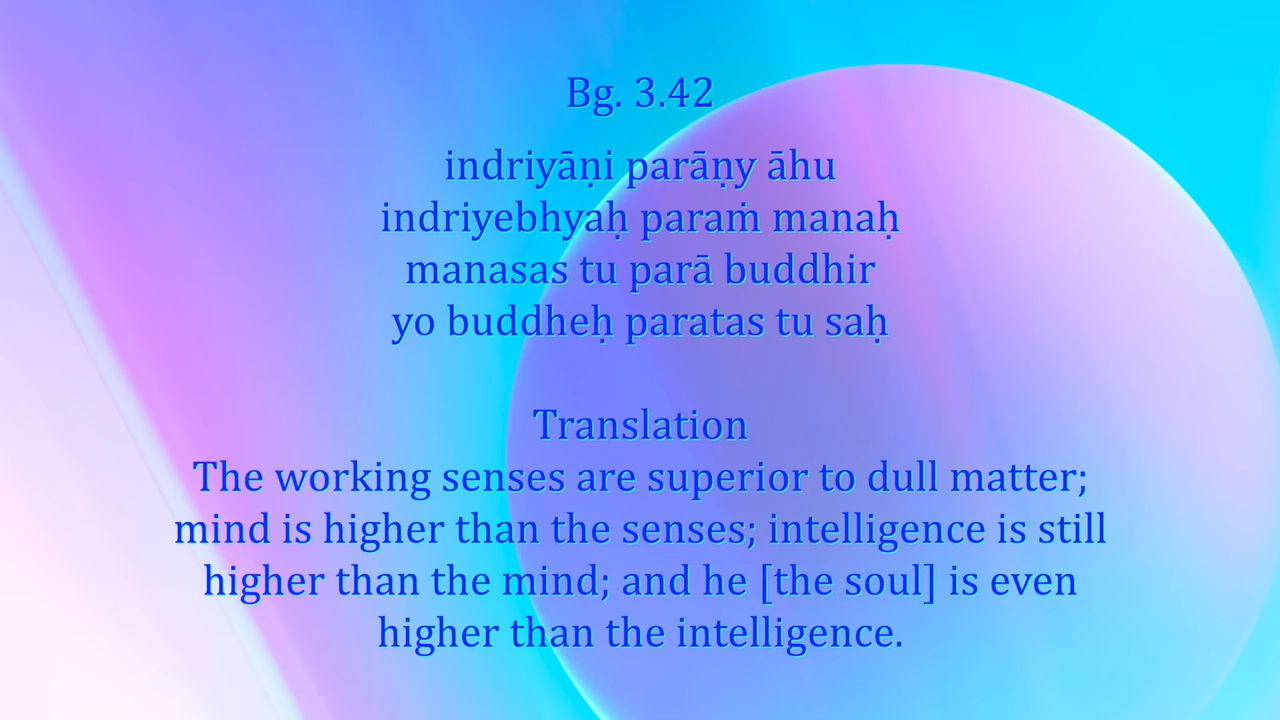 Bg. 3.42
indriyāṇi parāṇy āhu
indriyebhyaḥ paraṁ manaḥ
manasas tu parā buddhir
yo buddheḥ paratas tu saḥ
Translation
The working senses are superior to dull matter;
mind is higher than the senses; intelligence is still
higher than the mind; and he [the soul] is even
higher than the intelligence.